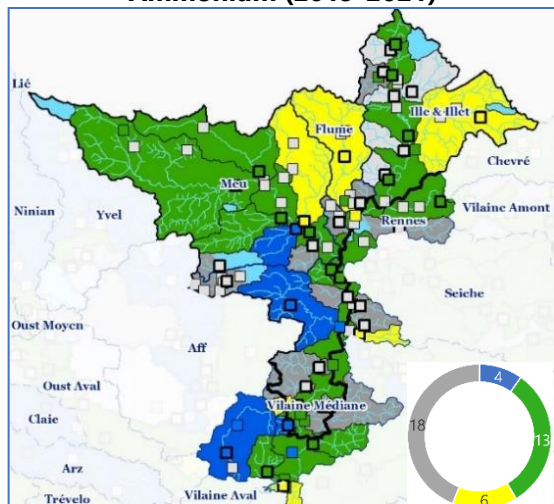 Ammonium (2019-2021)
Lié
Ille & Illet
Flume
Chevré
Meu
Ninian
Yvel
Rennes
Vilaine Amont
Seiche
Oust Moyen
Aff
Oust Aval
4
18
13
Claie
Vilaine Médiane
Arz
6
Trévelo
Vilaine Aval